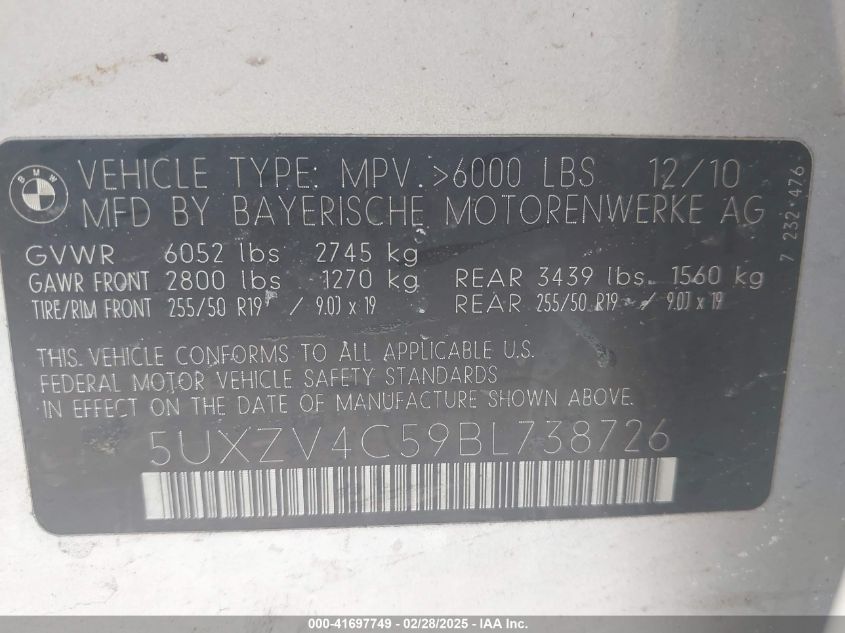 BMW
VEHICLE TYPE: MPV. >6000 LBS 12/10
MFD BY BAYERISCHE MOTORENWERKE AG
7 232 476
GVWR 6052 lbs 2745 kg
GAWR FRONT 2800 lbs 1270 kg REAR 3439 lbs 1560 kg
TIRE/RIM FRONT 255/50 R19 / 9.0J x 19 REAR 255/50 R19 / 9.0J x 19
THIS VEHICLE CONFORMS TO ALL APPLICABLE U.S.
FEDERAL MOTOR VEHICLE SAFETY STANDARDS
IN EFFECT ON THE DATE OF MANUFACTURE SHOWN ABOVE.
5UXZV4C59BL738726
000-41697749 - 02/28/2025 - IAA Inc.